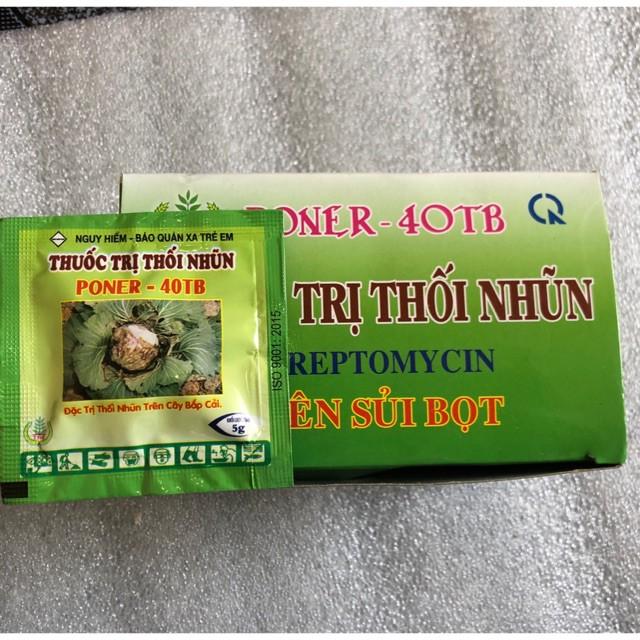 PONER - 40TB
TRỊ THỐI NHŨN
REPTOMYCIN
ÊN SỦI BỌT
NGUY HIỂM - BẢO QUẢN XA TRẺ EM
THUỐC TRỊ THỐI NHŨN
PONER - 40TB
ISO 9001: 2015
Đặc Trị Thối Nhũn Trên Cây Bắp Cải.
5g